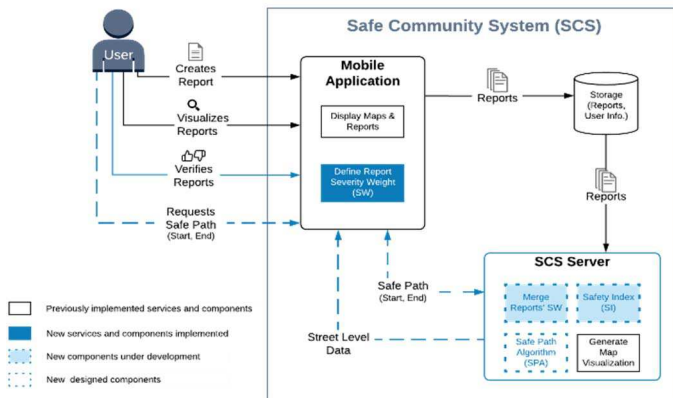 Safe Community System (SCS)
User
Creates
Report
Visualizes
Reports
Verifies
Reports
Requests
Safe Path
(Start, End)
Mobile
Application
Display Maps &
Reports
Define Report
Severity Weight
(SW)
Reports
Storage
(Reports,
User Info.)
Reports
Safe Path
(Start, End)
Street Level
Data
SCS Server
Merge
Reports' SW
Safety Index
(SI)
Safe Path
Algorithm
(SPA)
Generate
Map
Visualization
Previously implemented services and components
New services and components implemented
New components under development
New designed components